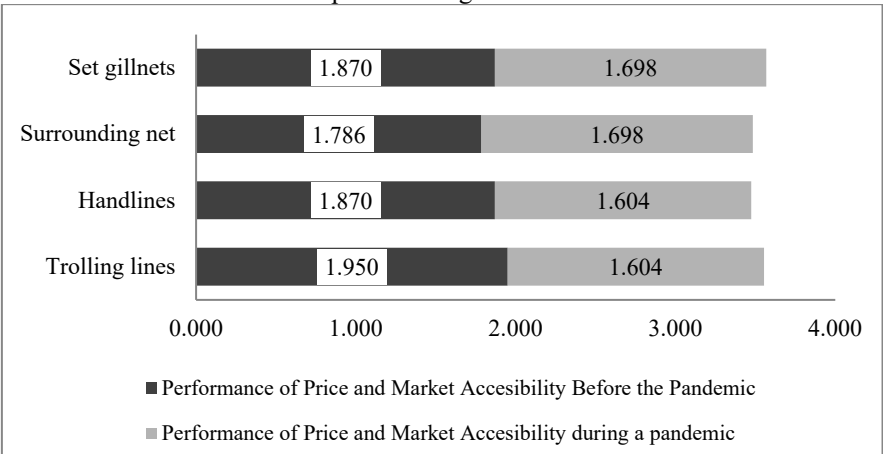 Set gillnets 1.870 1.698
Surrounding net 1.786 1.698
Handlines 1.870 1.604
Trolling lines 1.950 1.604
0.000 1.000 2.000 3.000 4.000
Performance of Price and Market Accesibility Before the Pandemic
Performance of Price and Market Accesibility during a pandemic